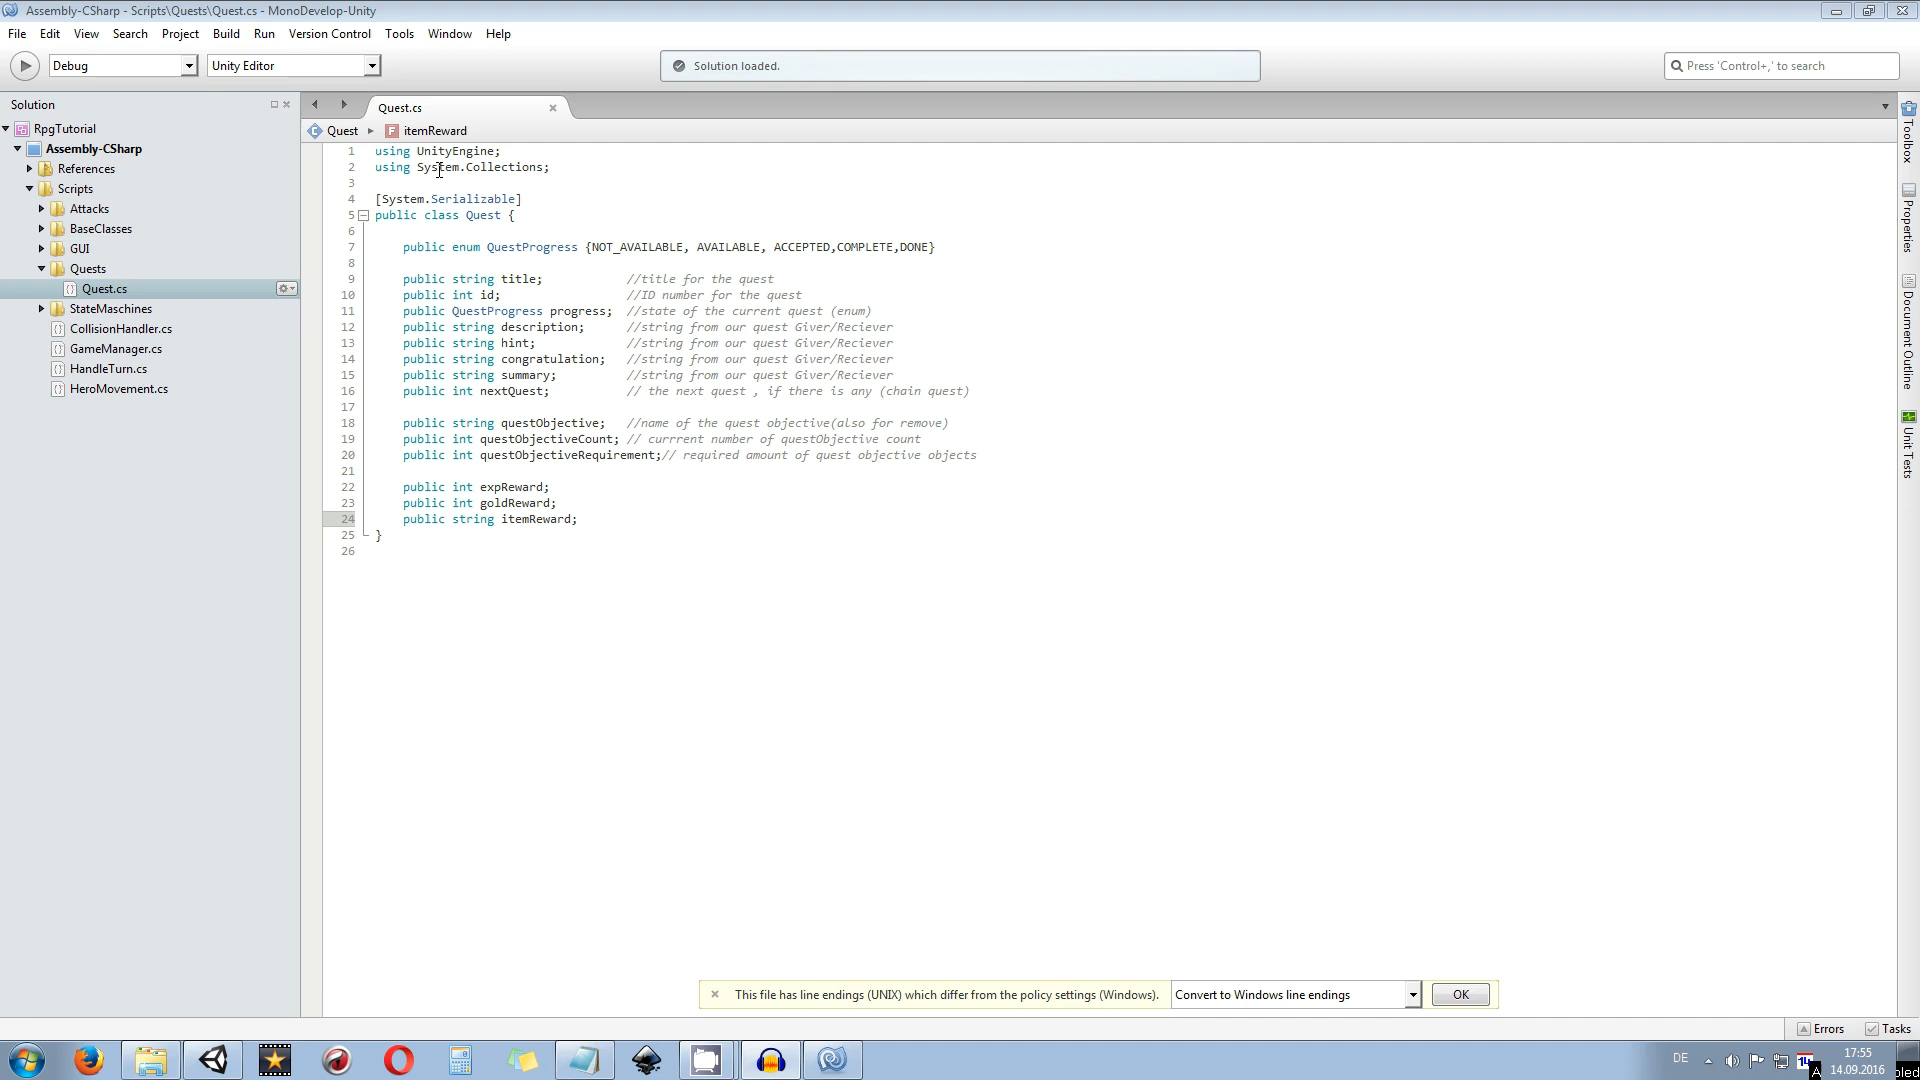 Assembly-CSharp - Scripts\Quests\Quest.cs - MonoDevelop-Unity
File Edit View Search Project Build Run Version Control Tools Window Help
Debug
Unity Editor
Solution loaded.
Press 'Control+,' to search
Solution
RpgTutorial
Assembly-CSharp
References
Scripts
Attacks
BaseClasses
GUI
Quests
Quest.cs
StateMaschines
CollisionHandler.cs
GameManager.cs
HandleTurn.cs
HeroMovement.cs
Quest.cs
Quest itemReward
1 using UnityEngine;
2 using System.Collections;
3
4 [System.Serializable]
5 public class Quest {
6
7 public enum QuestProgress {NOT_AVAILABLE, AVAILABLE, ACCEPTED,COMPLETE,DONE}
8
9 public string title; //title for the quest
10 public int id; //ID number for the quest
11 public QuestProgress progress; //state of the current quest (enum)
12 public string description; //string from our quest Giver/Reciever
13 public string hint; //string from our quest Giver/Reciever
14 public string congratulation; //string from our quest Giver/Reciever
15 public string summary; //string from our quest Giver/Reciever
16 public int nextQuest; // the next quest , if there is any (chain quest)
17
18 public string questObjective; //name of the quest objective(also for remove)
19 public int questObjectiveCount; // currrent number of questObjective count
20 public int questObjectiveRequirement;// required amount of quest objective objects
21
22 public int expReward;
23 public int goldReward;
24 public string itemReward;
25 }
26
Toolbox
Properties
Document Outline
Unit Tests
This file has line endings (UNIX) which differ from the policy settings (Windows). Convert to Windows line endings OK
Errors Tasks
DE
17:55
14.09.2016